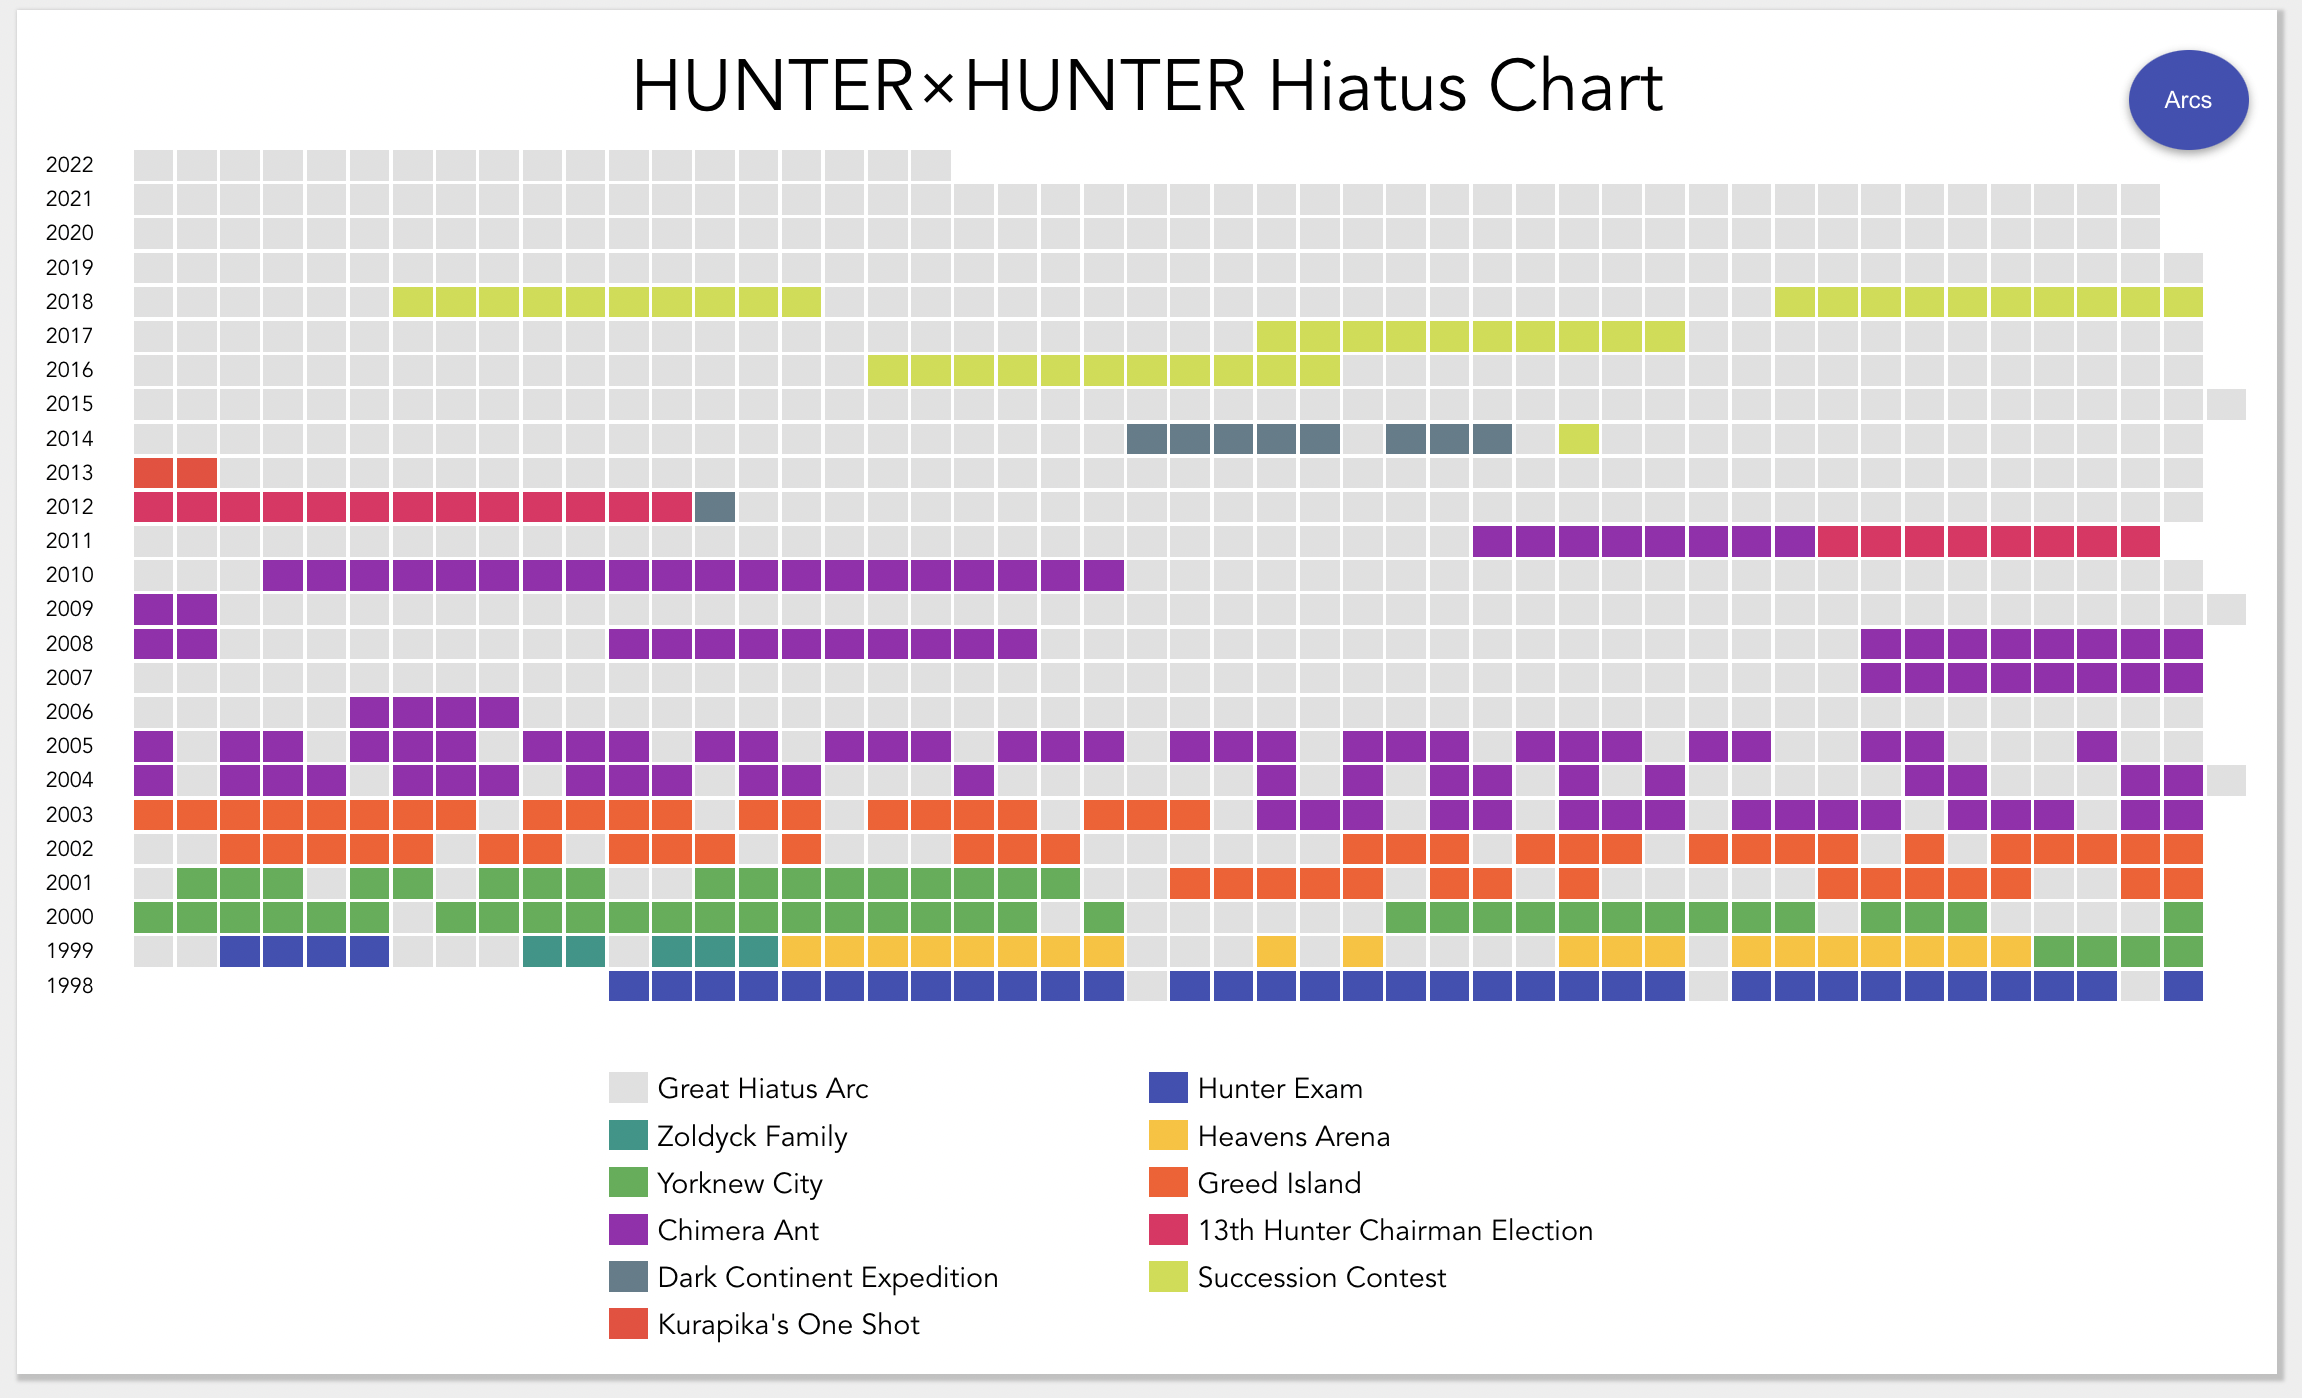 HUNTER×HUNTER Hiatus Chart
Arcs
2022
2021
2020
2019
2018
2017
2016
2015
2014
2013
2012
2011
2010
2009
2008
2007
2006
2005
2004
2003
2002
2001
2000
1999
1998
Great Hiatus Arc
Hunter Exam
Zoldyck Family
Heavens Arena
Yorknew City
Greed Island
Chimera Ant
13th Hunter Chairman Election
Dark Continent Expedition
Succession Contest
Kurapika's One Shot